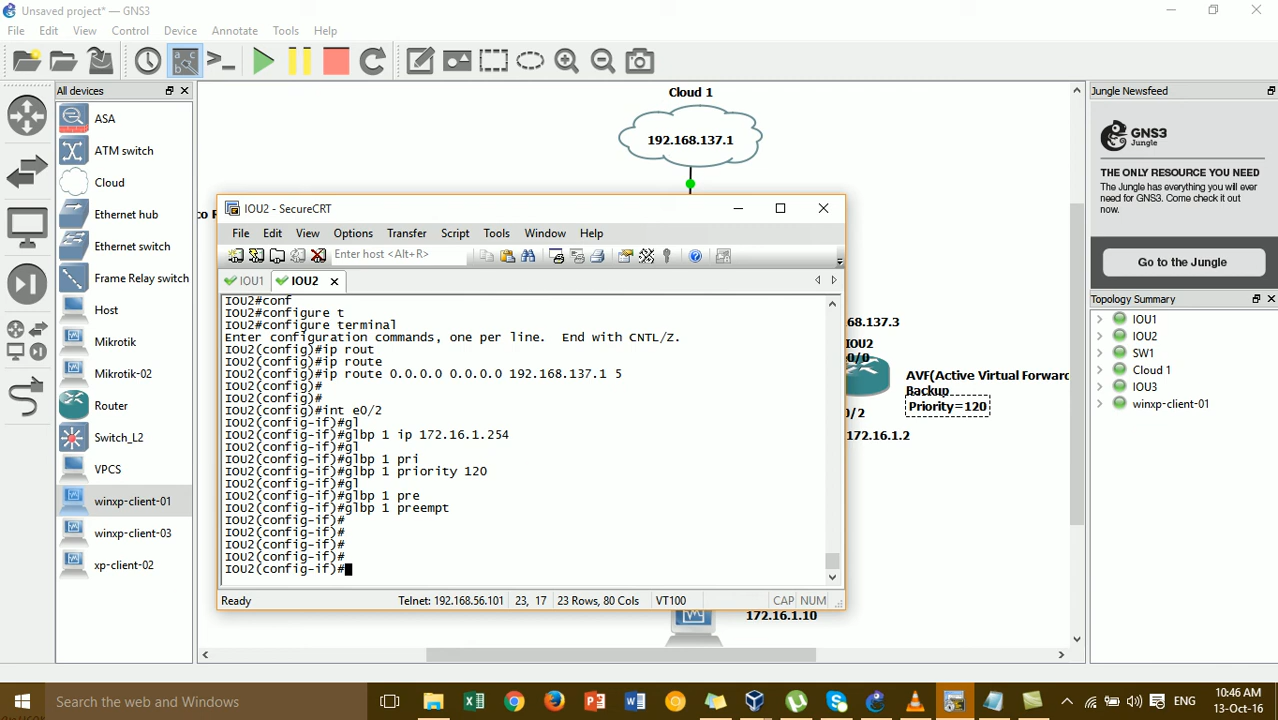 Unsaved project* — GNS3
File Edit View Control Device Annotate Tools Help
All devices
ASA
ATM switch
Cloud
Ethernet hub
Ethernet switch
Frame Relay switch
Host
Mikrotik
Mikrotik-02
Router
Switch_L2
VPCS
winxp-client-01
winxp-client-03
xp-client-02
Cloud 1
192.168.137.1
co R
IOU2 - SecureCRT
File Edit View Options Transfer Script Tools Window Help
Enter host <Alt+R>
IOU1 IOU2
IOU2#conf
IOU2#configure t
IOU2#configure terminal
Enter configuration commands, one per line.  End with CNTL/Z.
IOU2(config)#ip rout
IOU2(config)#ip route
IOU2(config)#ip route 0.0.0.0 0.0.0.0 192.168.137.1 5
IOU2(config)#
IOU2(config)#int e0/2
IOU2(config-if)#gl
IOU2(config-if)#glbp 1 ip 172.16.1.254
IOU2(config-if)#gl
IOU2(config-if)#glbp 1 pri
IOU2(config-if)#glbp 1 priority 120
IOU2(config-if)#gl
IOU2(config-if)#glbp 1 pre
IOU2(config-if)#glbp 1 preempt
IOU2(config-if)#
IOU2(config-if)#
IOU2(config-if)#
IOU2(config-if)#
IOU2(config-if)#
Ready Telnet: 192.168.56.101 23, 17 23 Rows, 80 Cols VT100 CAP NUM
68.137.3
IOU2
0/0
AVF(Active Virtual Forward
Backup
Priority=120
0/2
172.16.1.2
172.16.1.10
Jungle Newsfeed
GNS3
Jungle
THE ONLY RESOURCE YOU NEED
The Jungle has everything you will ever
need for GNS3. Come check it out
now.
Go to the Jungle
Topology Summary
IOU1
IOU2
SW1
Cloud 1
IOU3
winxp-client-01
Search the web and Windows
ENG
10:46 AM
13-Oct-16